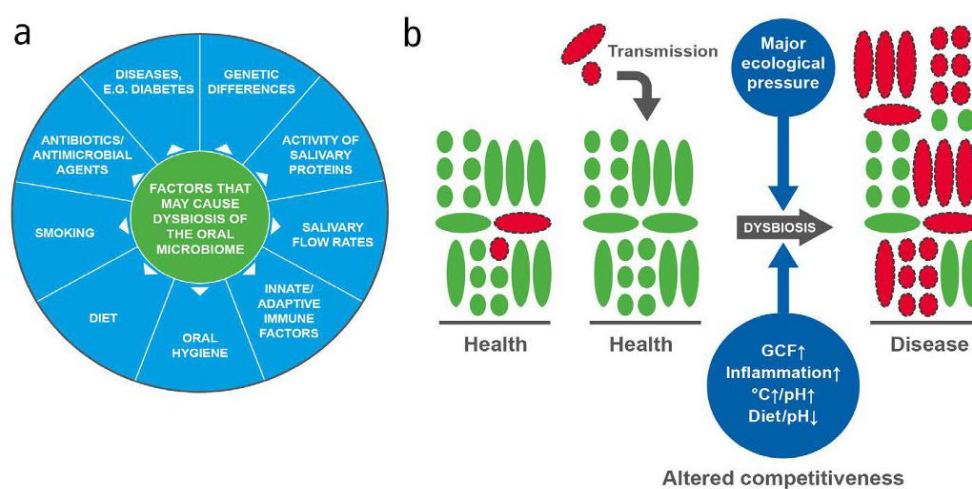 a
DISEASES,
E.G. DIABETES
GENETIC
DIFFERENCES
ACTIVITY OF
SALIVARY
PROTEINS
SALIVARY
FLOW RATES
INNATE/
ADAPTIVE
IMMUNE
FACTORS
ORAL
HYGIENE
DIET
SMOKING
ANTIBIOTICS/
ANTIMICROBIAL
AGENTS
FACTORS THAT
MAY CAUSE
DYSBIOSIS OF
THE ORAL
MICROBIOME
b
Transmission
Major
ecological
pressure
DYSBIOSIS
Health
Health
Disease
GCF↑
Inflammation↑
°C↑/pH↑
Diet/pH↓
Altered competitiveness